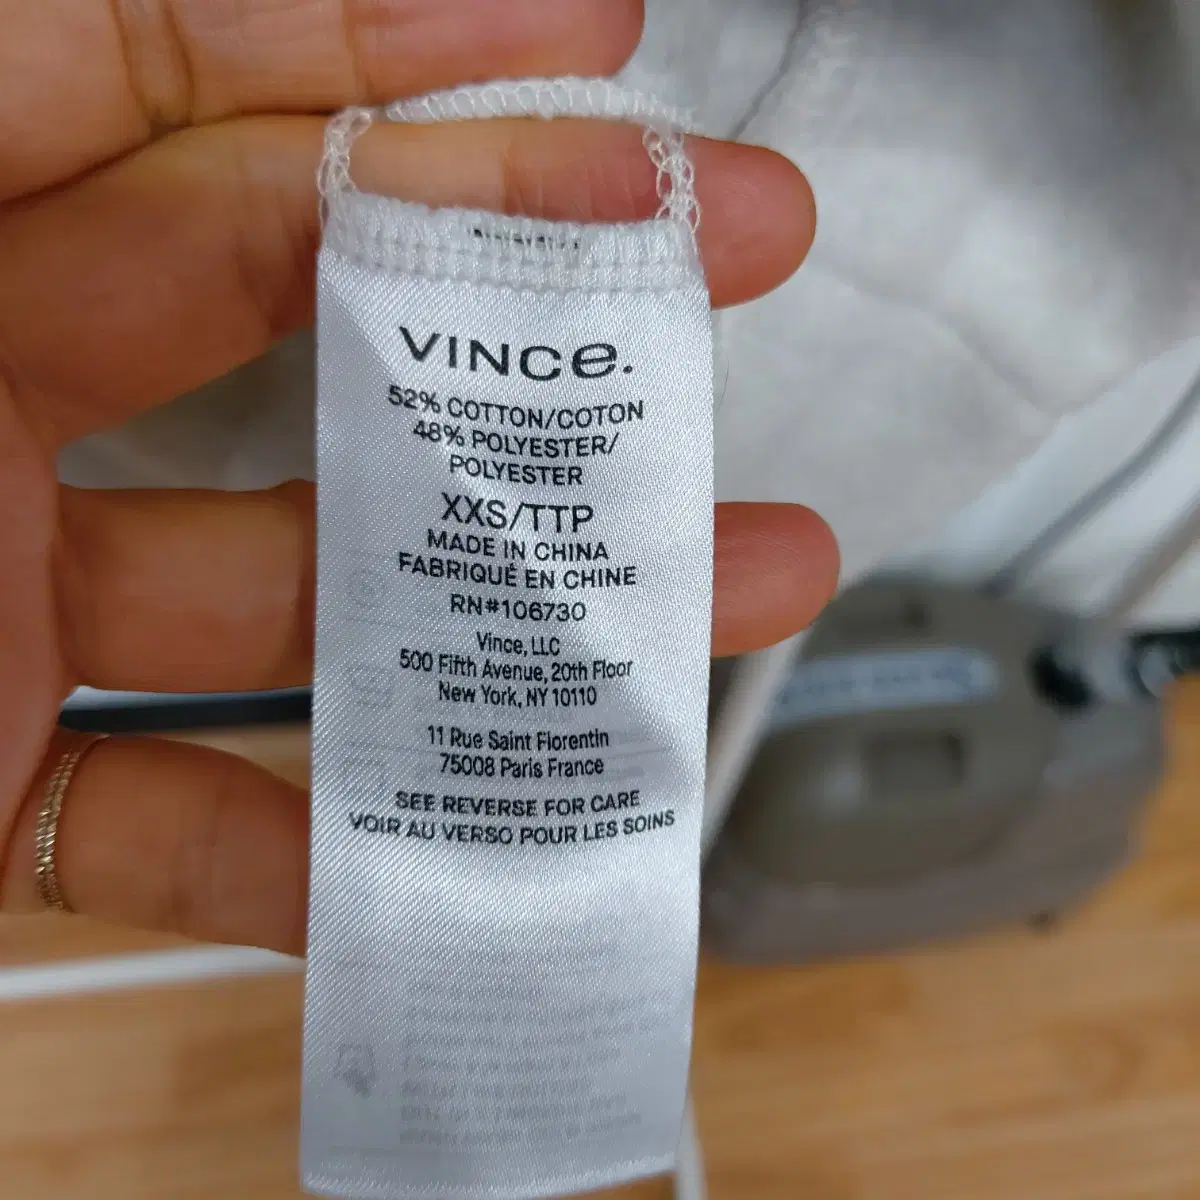 VINCe.
52% COTTON/COTON
48% POLYESTER/
POLYESTER
XXS/TTP
MADE IN CHINA
FABRIQUÉ EN CHINE
RN#106730
Vince, LLC
500 Fifth Avenue, 20th Floor
New York, NY 10110
11 Rue Saint Florentin
75008 Paris France
SEE REVERSE FOR CARE
VOIR AU VERSO POUR LES SOINS